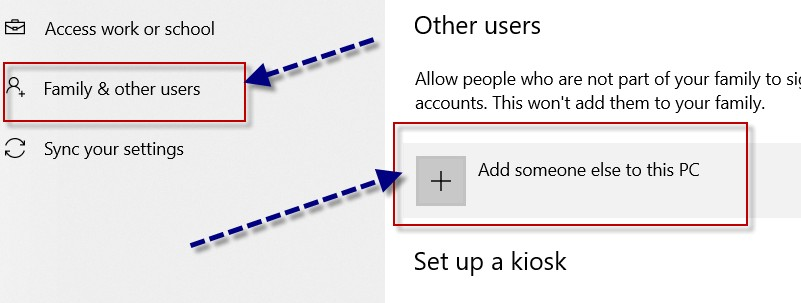 Access work or school
Family & other users
Sync your settings
Other users
Allow people who are not part of your family to
accounts. This won't add them to your family.
Add someone else to this PC
Set up a kiosk